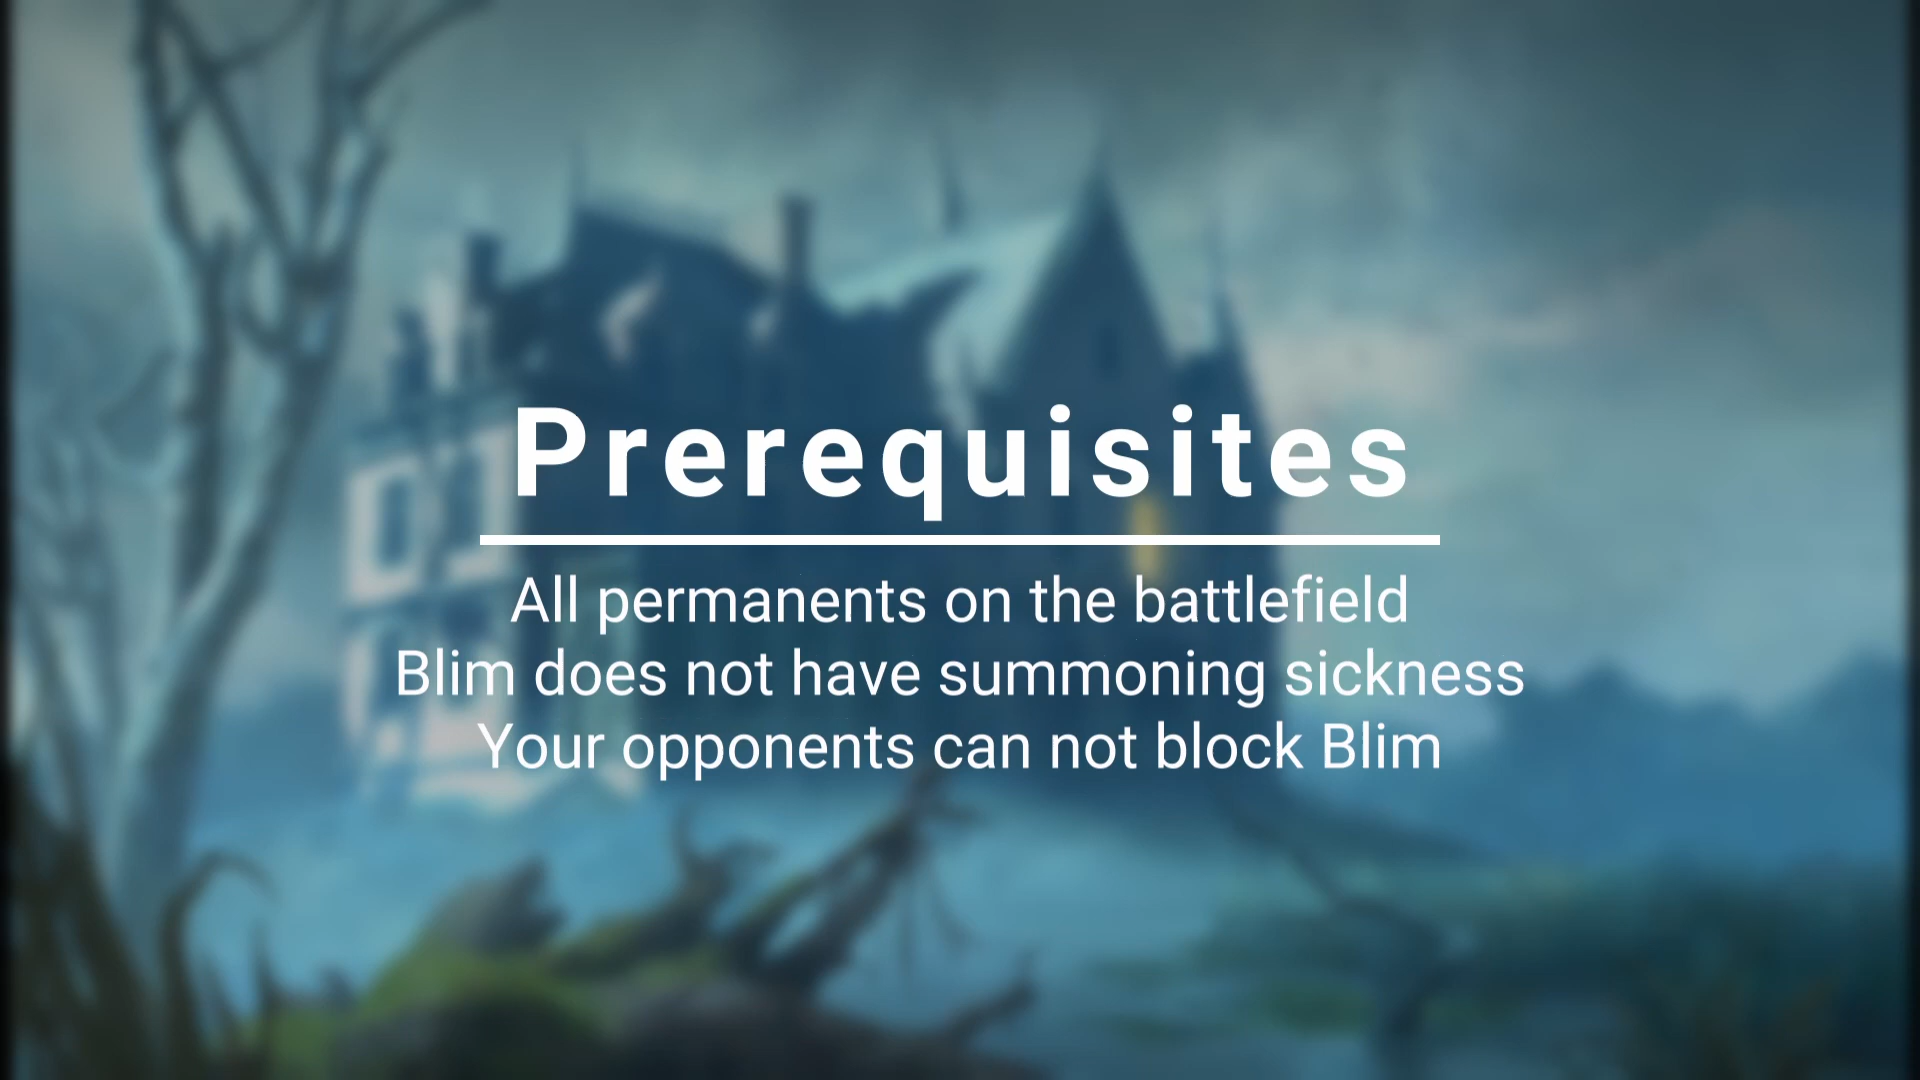 Prerequisites
All permanents on the battlefield
Blim does not have summoning sickness
Your opponents can not block Blim